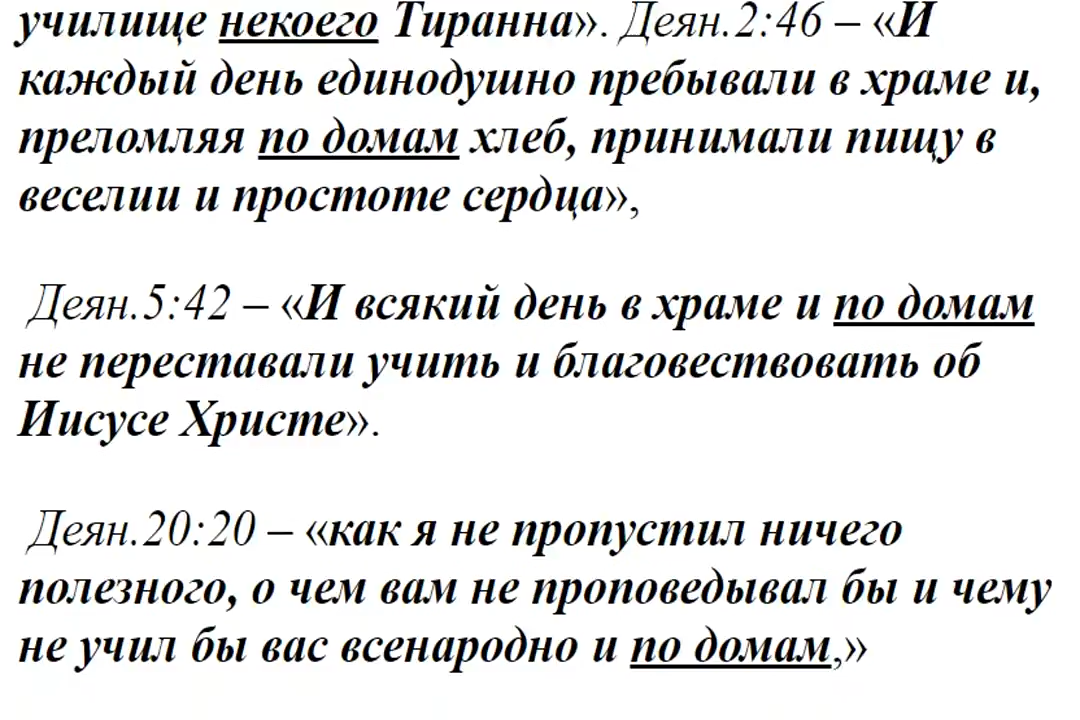 училище некоего Тиранна». Деян.2:46 – «И
каждый день единодушно пребывали в храме и,
преломляя по домам хлеб, принимали пищу в
веселии и простоте сердца»,
Деян.5:42 – «И всякий день в храме и по домам
не переставали учить и благовествовать об
Иисусе Христе».
Деян.20:20 – «как я не пропустил ничего
полезного, о чем вам не проповедывал бы и чему
не учил бы вас всенародно и по домам,»